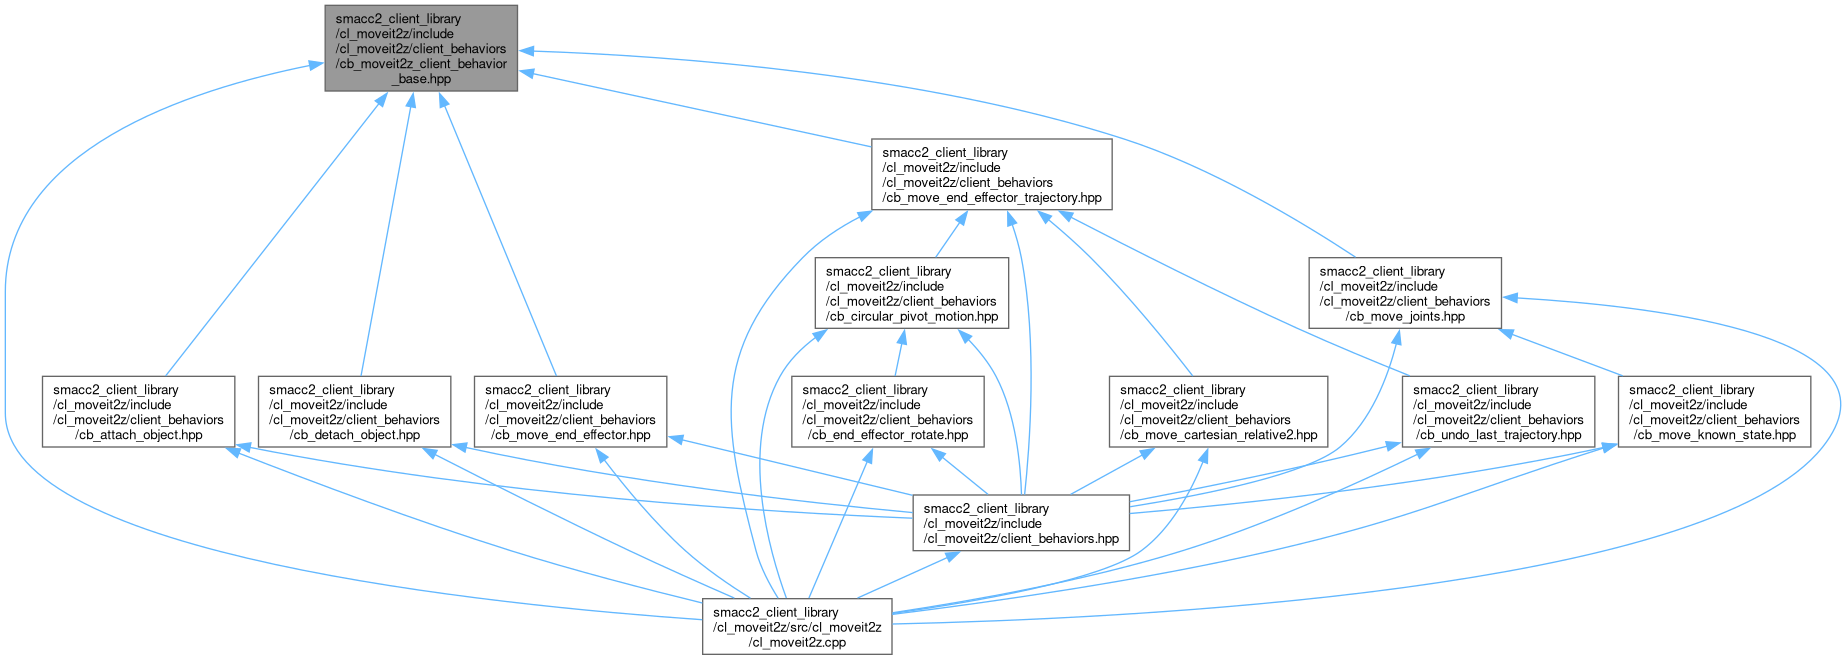 smacc2_client_library
/cl_moveit2z/include
/cl_moveit2z/client_behaviors
/cb_moveit2z_client_behavior
_base.hpp
smacc2_client_library
/cl_moveit2z/include
/cl_moveit2z/client_behaviors
/cb_move_end_effector_trajectory.hpp
smacc2_client_library
/cl_moveit2z/include
/cl_moveit2z/client_behaviors
/cb_circular_pivot_motion.hpp
smacc2_client_library
/cl_moveit2z/include
/cl_moveit2z/client_behaviors
/cb_move_joints.hpp
smacc2_client_library
/cl_moveit2z/include
/cl_moveit2z/client_behaviors
/cb_attach_object.hpp
smacc2_client_library
/cl_moveit2z/include
/cl_moveit2z/client_behaviors
/cb_detach_object.hpp
smacc2_client_library
/cl_moveit2z/include
/cl_moveit2z/client_behaviors
/cb_move_end_effector.hpp
smacc2_client_library
/cl_moveit2z/include
/cl_moveit2z/client_behaviors
/cb_end_effector_rotate.hpp
smacc2_client_library
/cl_moveit2z/include
/cl_moveit2z/client_behaviors
/cb_move_cartesian_relative2.hpp
smacc2_client_library
/cl_moveit2z/include
/cl_moveit2z/client_behaviors
/cb_undo_last_trajectory.hpp
smacc2_client_library
/cl_moveit2z/include
/cl_moveit2z/client_behaviors
/cb_move_known_state.hpp
smacc2_client_library
/cl_moveit2z/include
/cl_moveit2z/client_behaviors.hpp
smacc2_client_library
/cl_moveit2z/src/cl_moveit2z
/cl_moveit2z.cpp